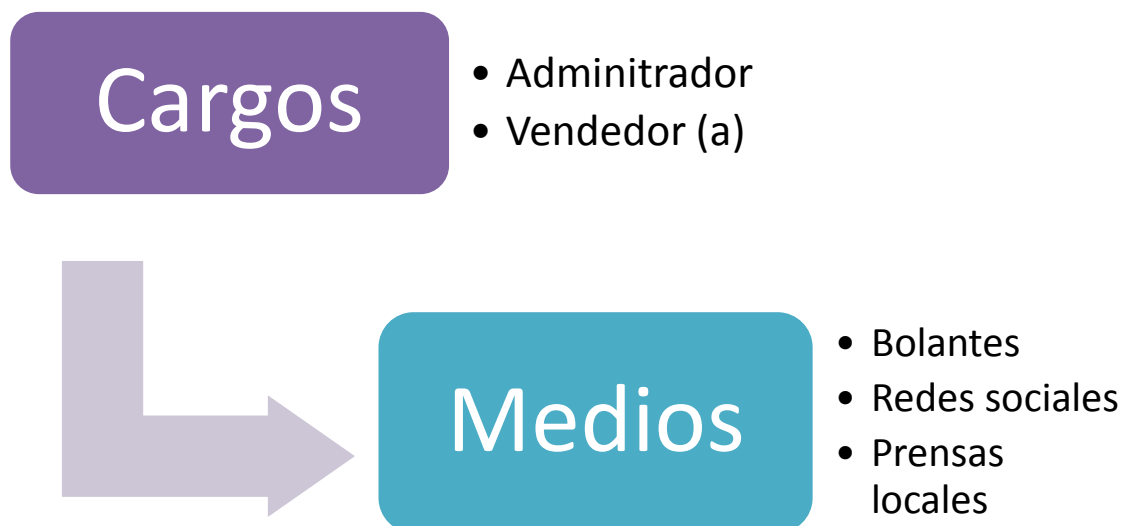 Cargos
• Adminitrador
• Vendedor (a)
Medios
• Bolantes
• Redes sociales
• Prensas
locales